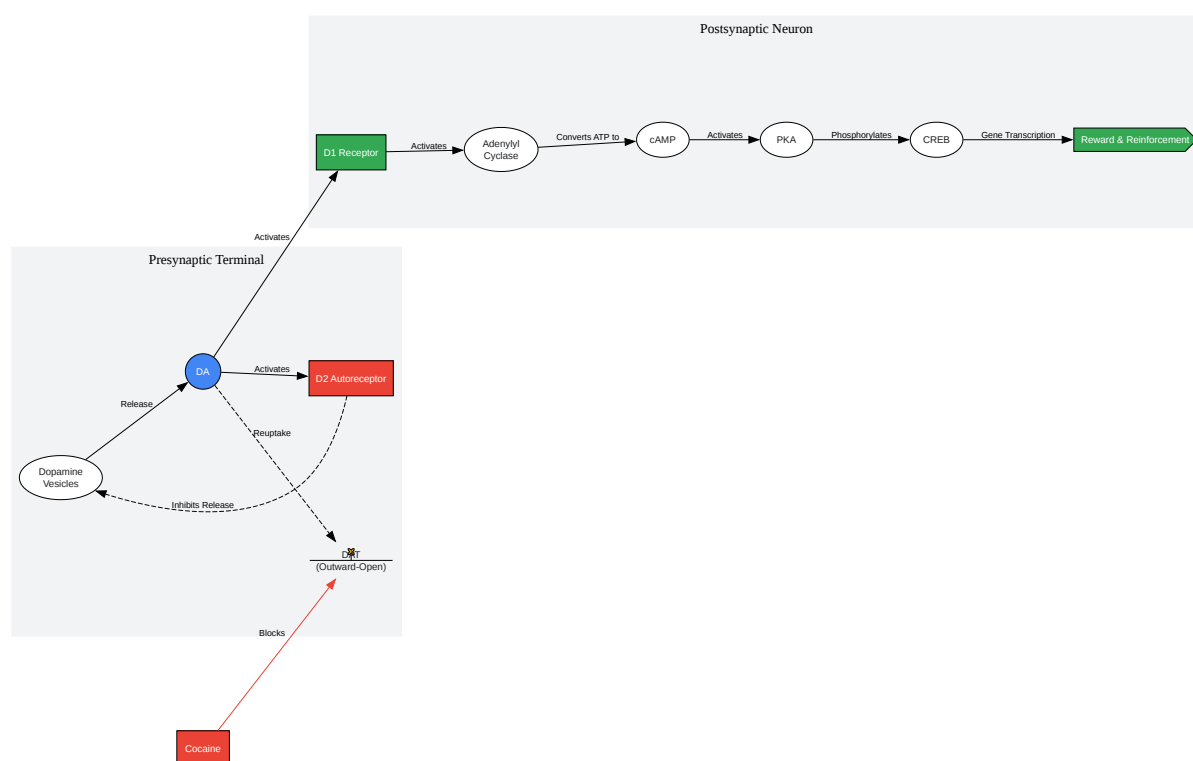 Postsynaptic Neuron
D1 Receptor
Activates
Adenylyl
Cyclase
Converts ATP to
cAMP
Activates
PKA
Phosphorylates
CREB
Gene Transcription
Reward & Reinforcement
Activates
Presynaptic Terminal
DA
Activates
D2 Autoreceptor
Release
Reuptake
Dopamine
Vesicles
Inhibits Release
DAT
(Outward-Open)
Blocks
Cocaine